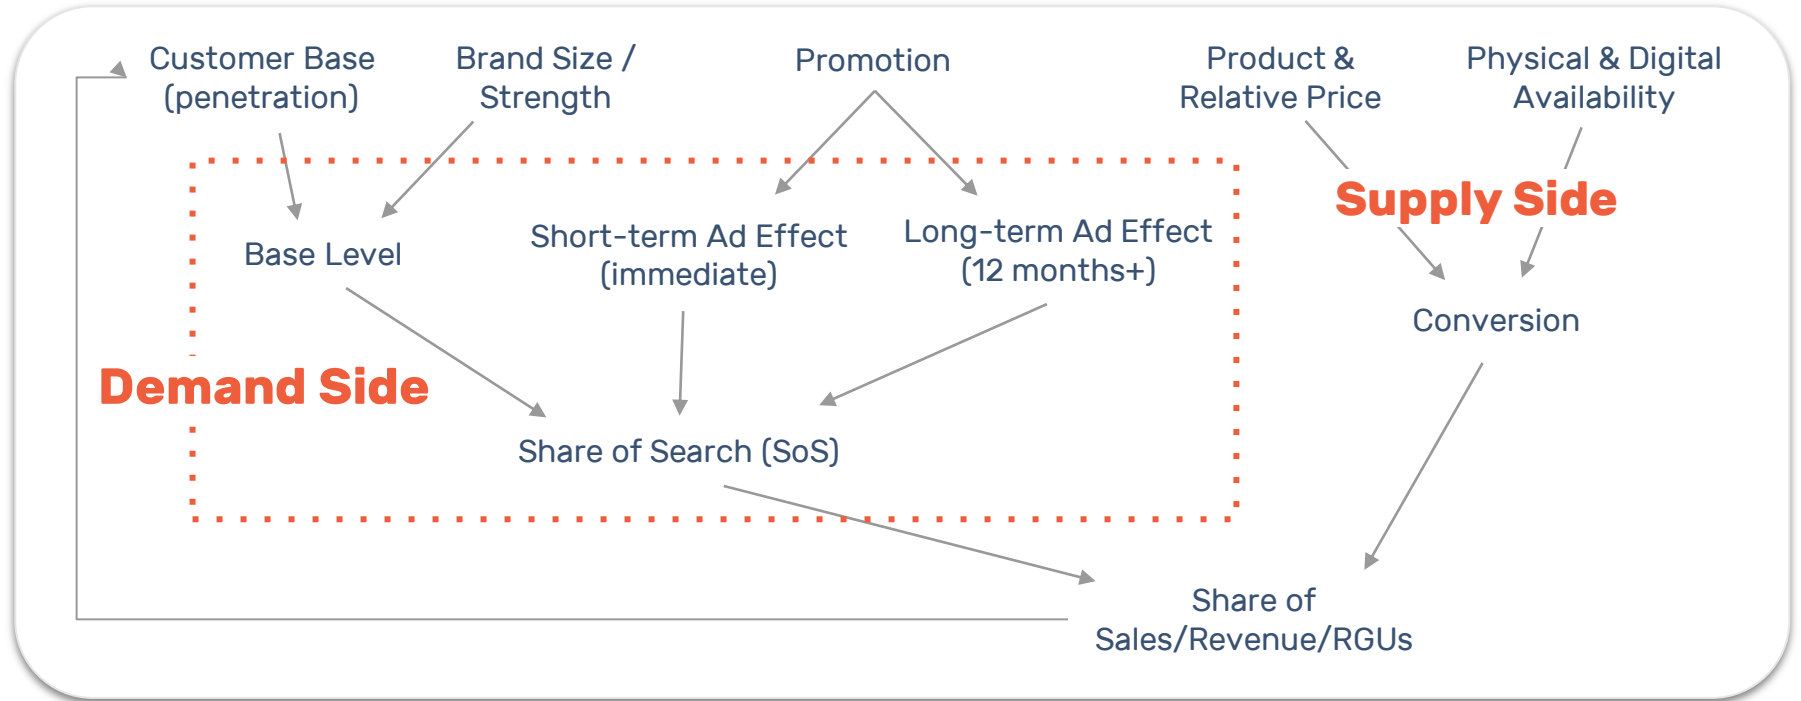 Customer Base
(penetration)
Brand Size /
Strength
Promotion
Product &
Relative Price
Physical & Digital
Availability
Supply Side
Base Level
Short-term Ad Effect
(immediate)
Long-term Ad Effect
(12 months+)
Conversion
Demand Side
Share of Search (SoS)
Share of
Sales/Revenue/RGUs